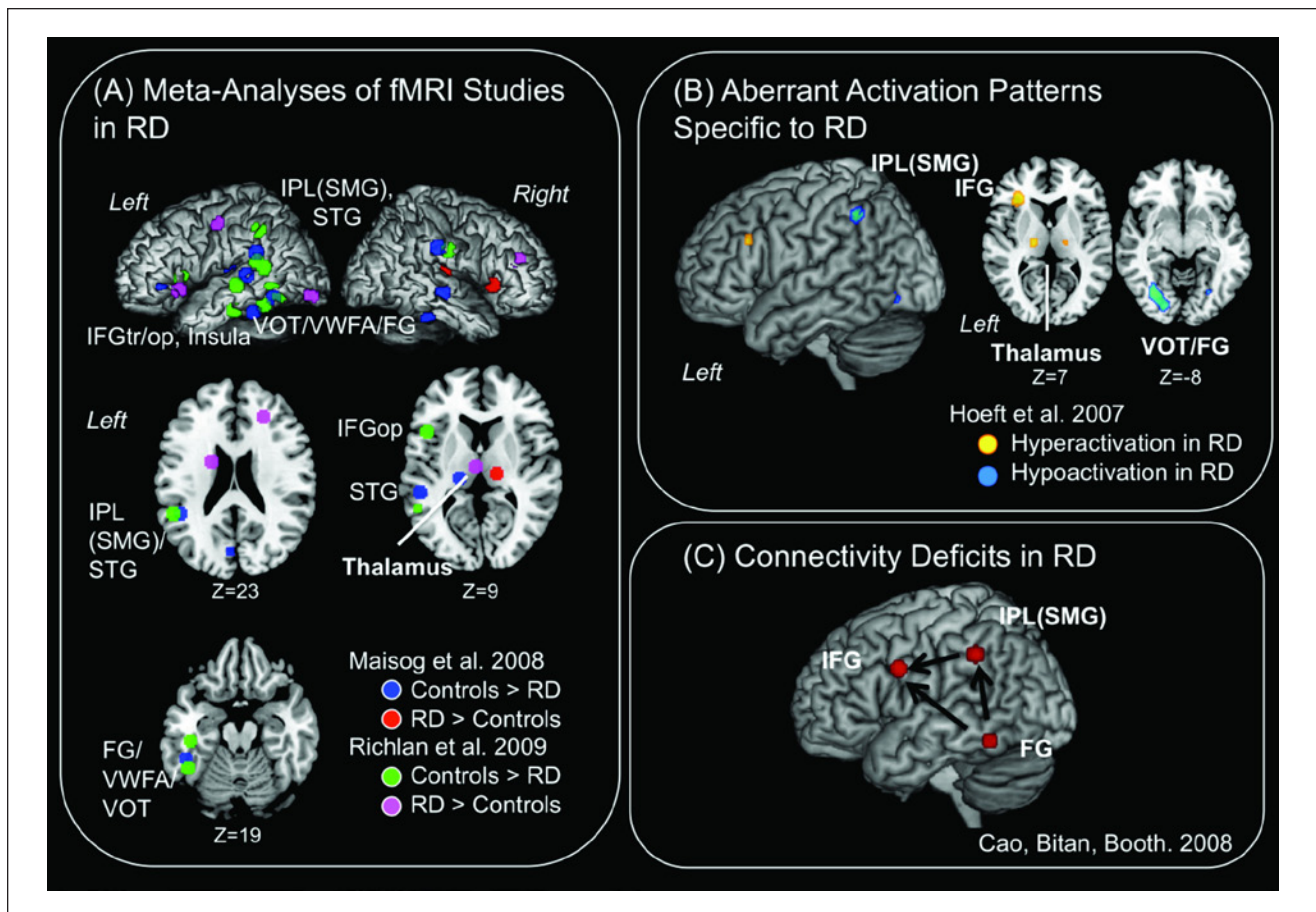 (A) Meta-Analyses of fMRI Studies
in RD
Left
IPL(SMG),
STG
Right
IFGtr/op, Insula
VOT/VWFA/FG
Left
IPL
(SMG)/
STG
Z=23
IFGop
STG
Thalamus
Z=9
FG/
VWFA/
VOT
Z=19
Maisog et al. 2008
Controls > RD
RD > Controls
Richlan et al. 2009
Controls > RD
RD > Controls
(B) Aberrant Activation Patterns
Specific to RD
IPL(SMG)
IFG
Left
Left
Thalamus
Z=7
VOT/FG
Z=-8
Hoeft et al. 2007
Hyperactivation in RD
Hypoactivation in RD
(C) Connectivity Deficits in RD
IPL(SMG)
IFG
FG
Cao, Bitan, Booth. 2008